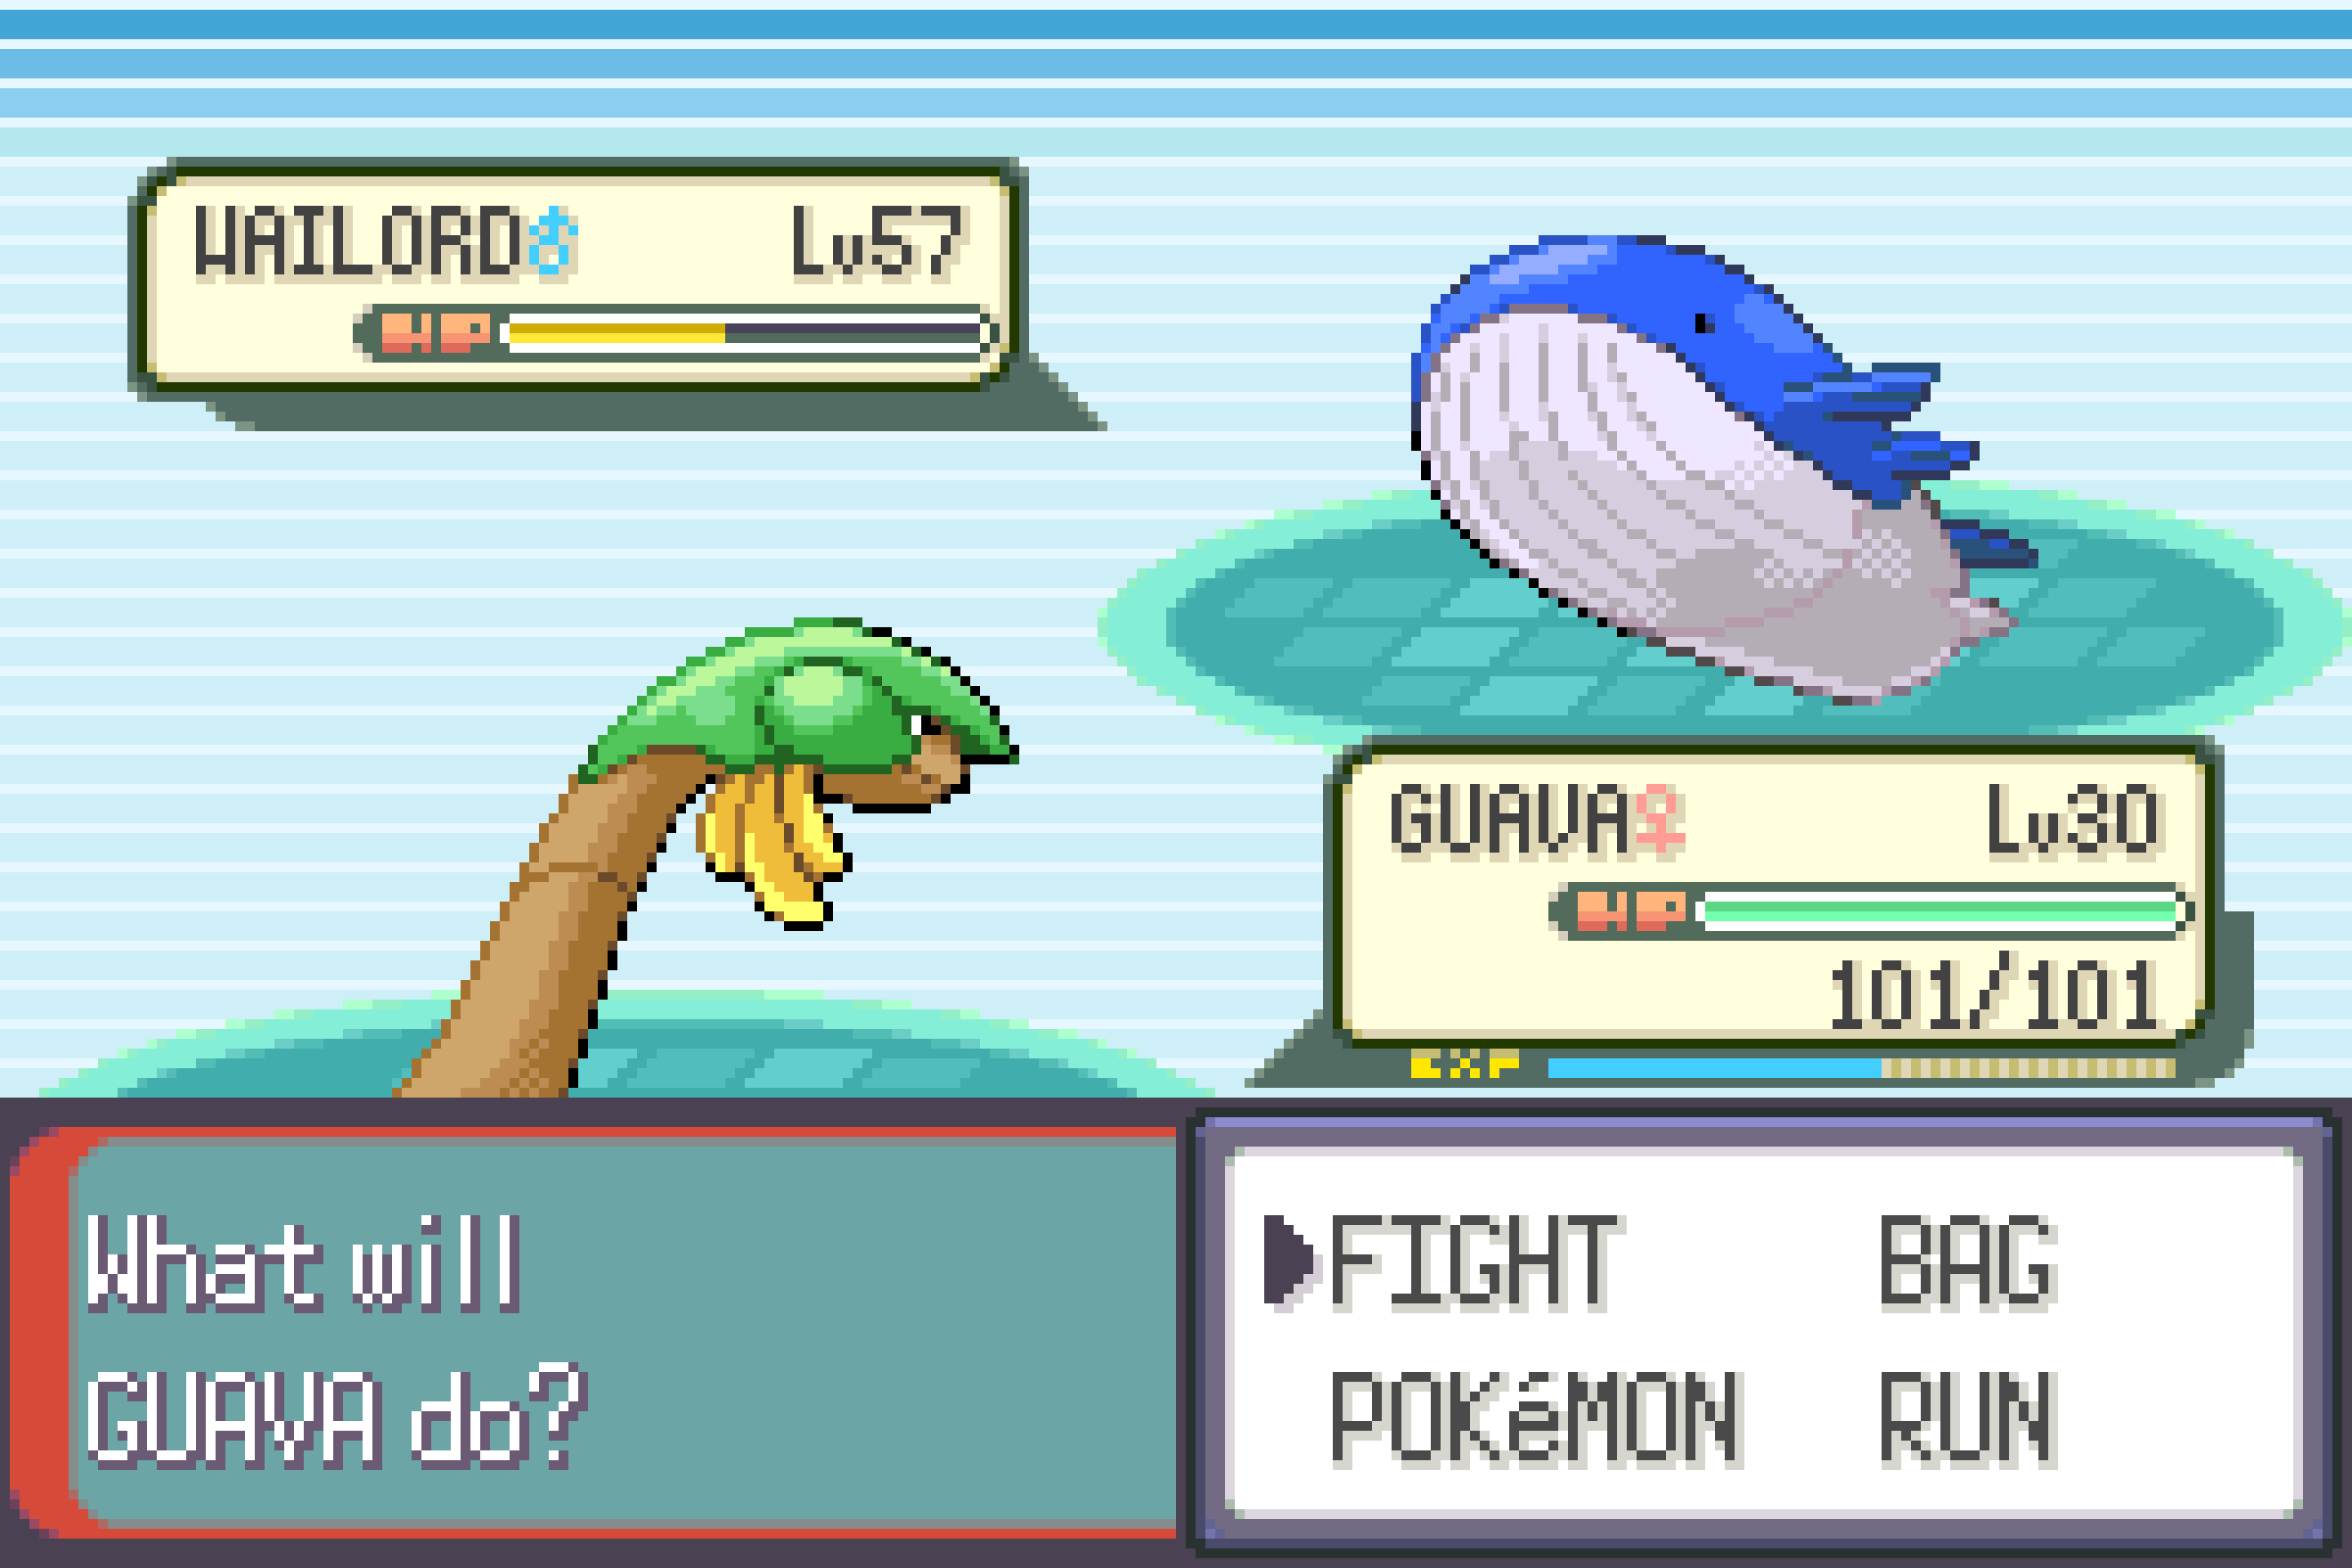 WAILORD♂ Lv57
HP
GUAVA♀ Lv30
HP
101/101
EXP
What will
GUAVA do?
FIGHT BAG
POKéMON RUN